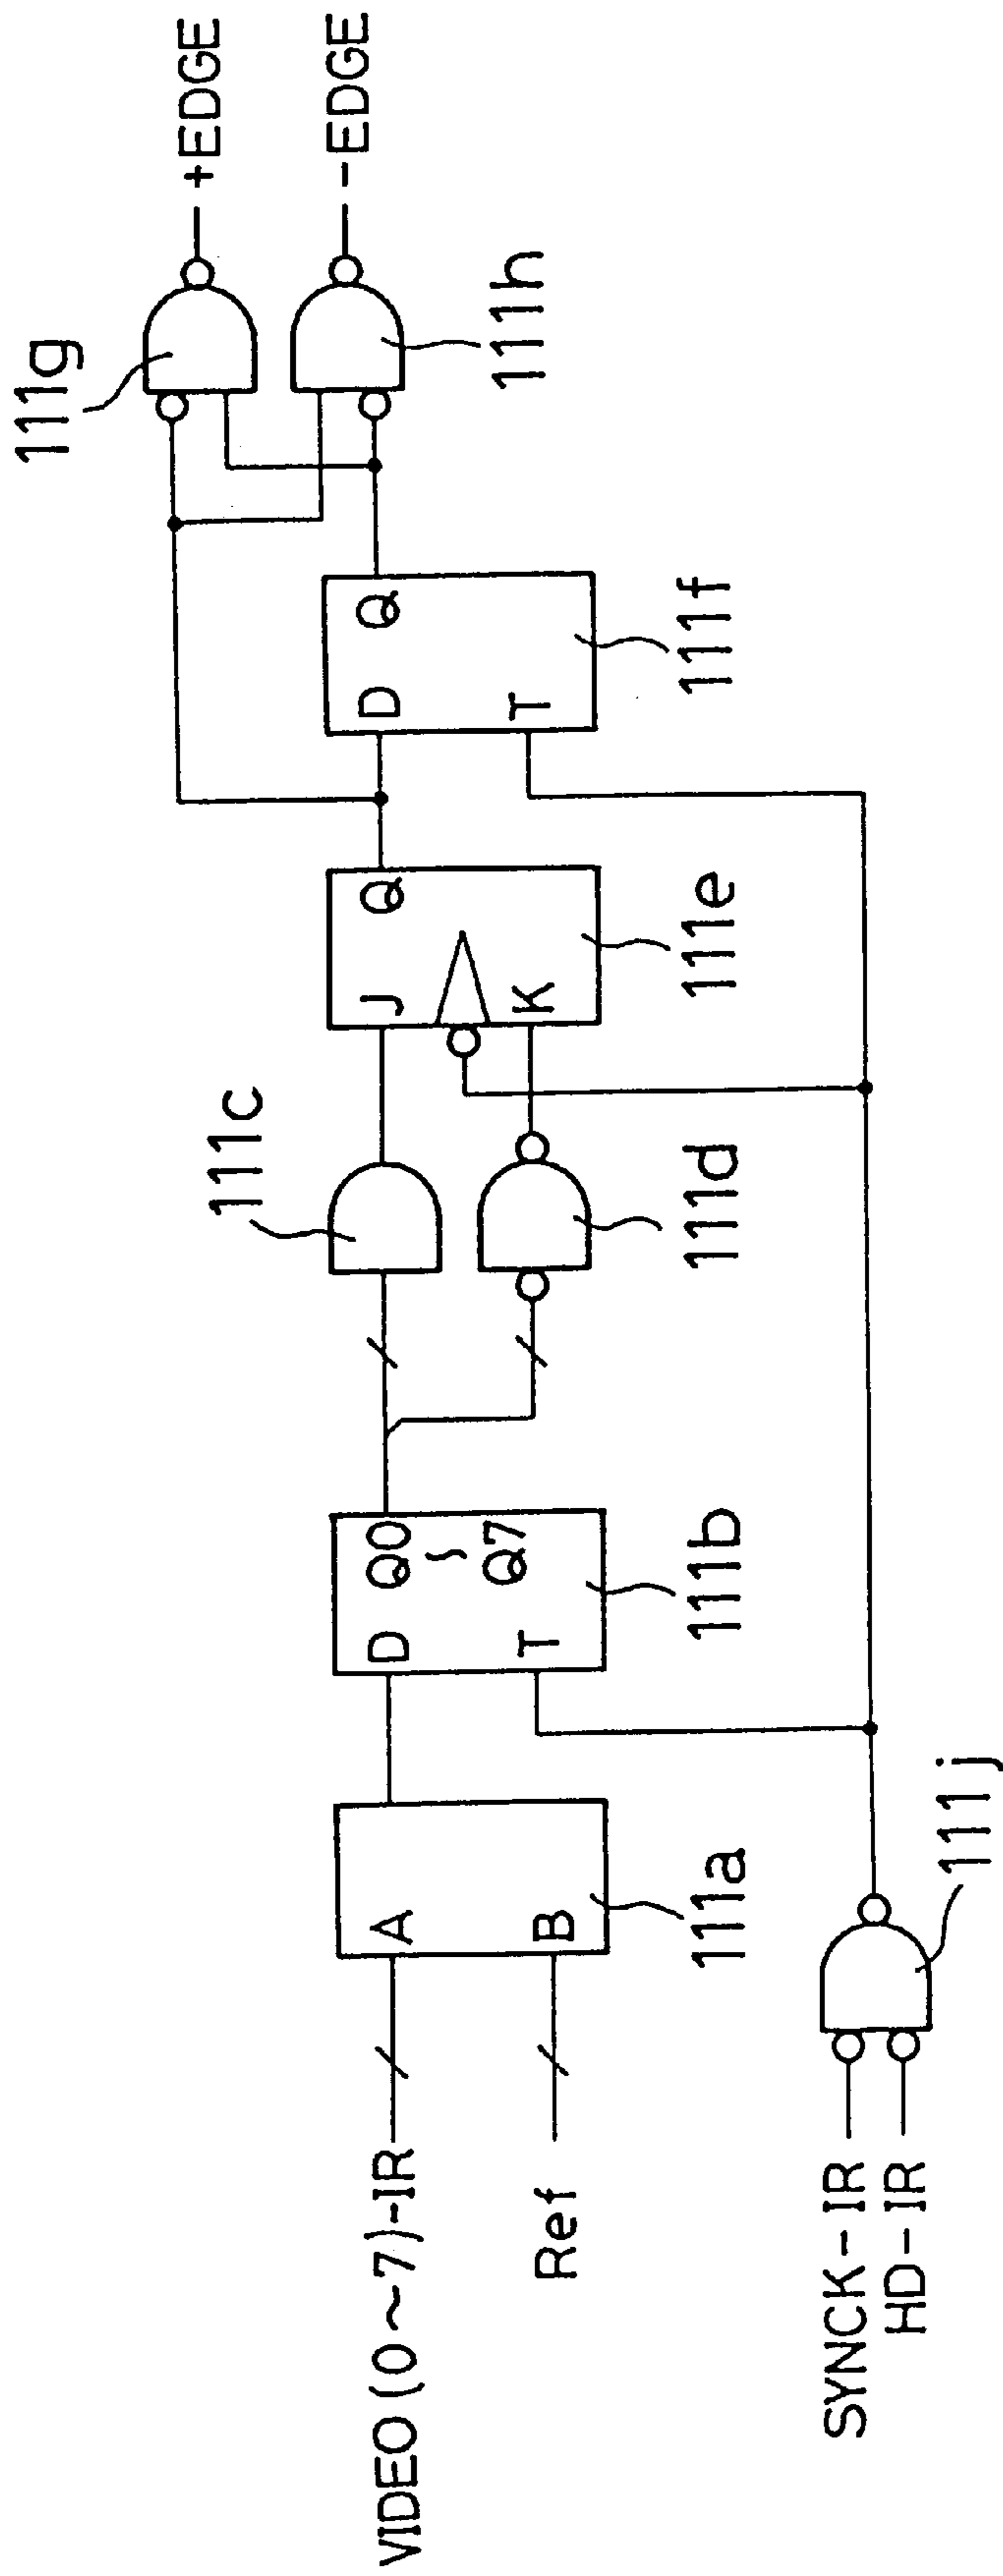 VIDEO (0~7)-IR
Ref
SYNCK-IR
HD-IR
A
B
111a
D
Q0
~
Q7
T
111b
111c
111d
J
Q
K
111e
D
Q
T
111f
111g
111h
+EDGE
-EDGE
111j